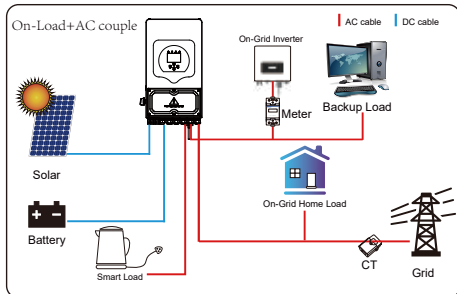 On-Load+AC couple
AC cable
DC cable
On-Grid Inverter
Meter
Backup Load
Solar
On-Grid Home Load
Battery
Smart Load
CT
Grid